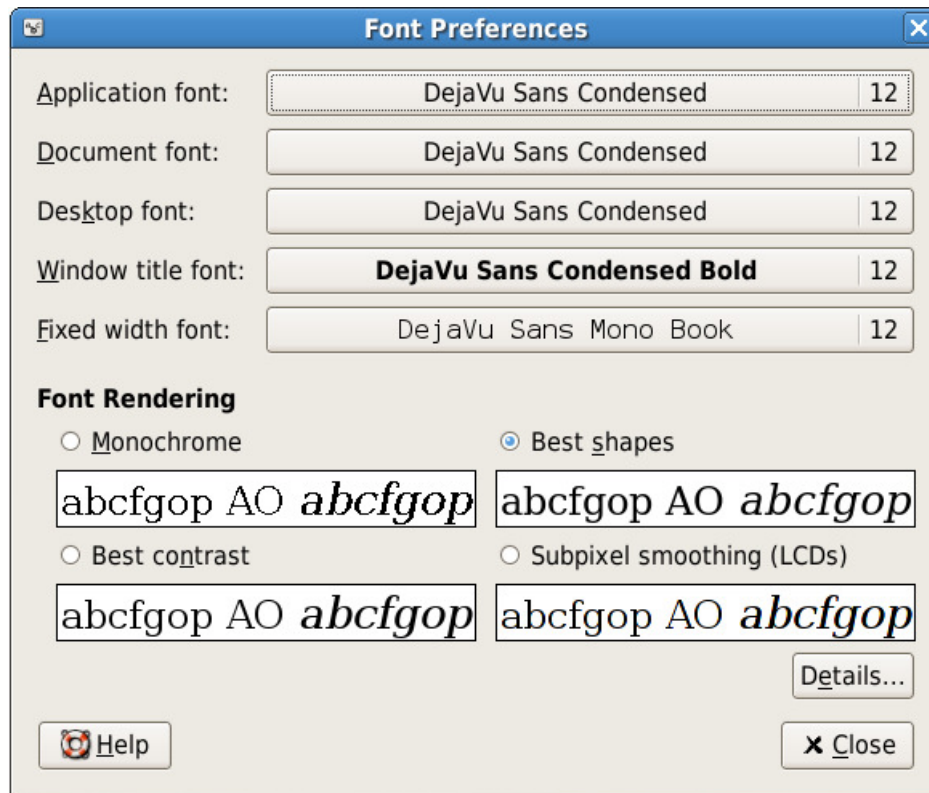 Font Preferences
Application font: DejaVu Sans Condensed 12
Document font: DejaVu Sans Condensed 12
Desktop font: DejaVu Sans Condensed 12
Window title font: DejaVu Sans Condensed Bold 12
Fixed width font: DejaVu Sans Mono Book 12
Font Rendering
Monochrome Best shapes
abcfgop AO abcfgop abcfgop AO abcfgop
Best contrast Subpixel smoothing (LCDs)
abcfgop AO abcfgop abcfgop AO abcfgop
Details...
Help Close